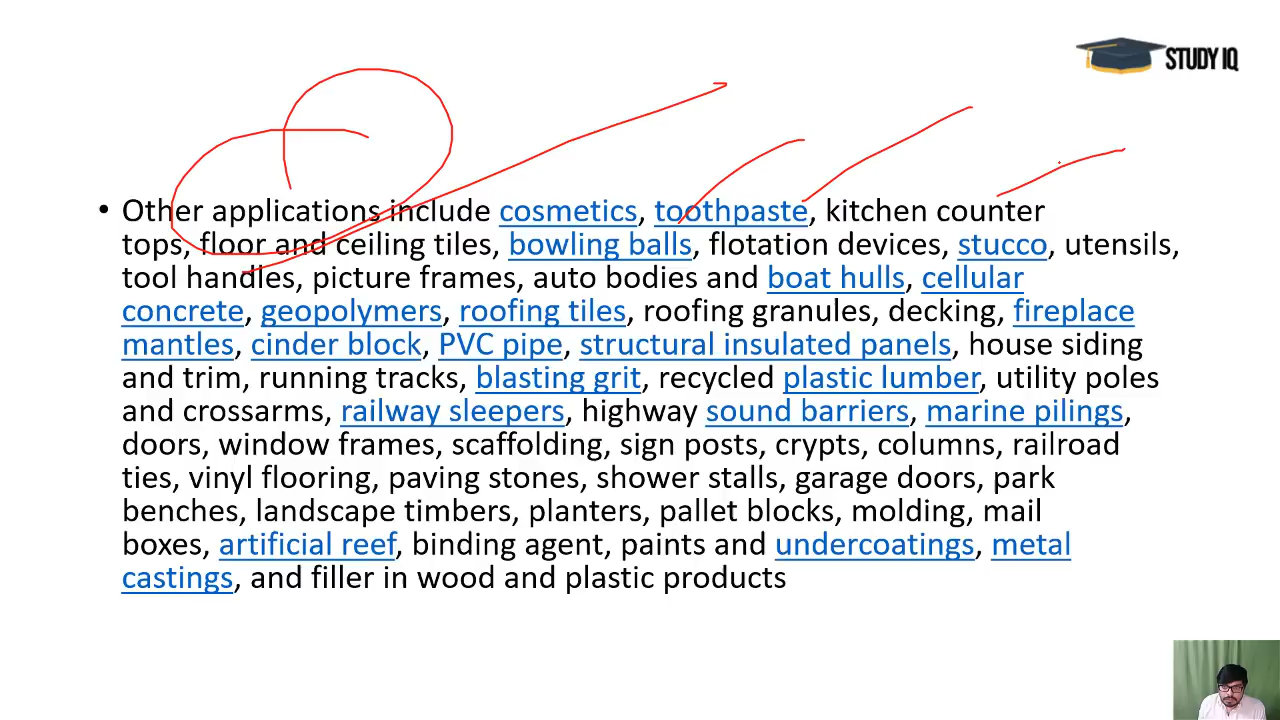 STUDY IQ
• Other applications include cosmetics, toothpaste, kitchen counter
tops, floor and ceiling tiles, bowling balls, flotation devices, stucco, utensils,
tool handles, picture frames, auto bodies and boat hulls, cellular
concrete, geopolymers, roofing tiles, roofing granules, decking, fireplace
mantles, cinder block, PVC pipe, structural insulated panels, house siding
and trim, running tracks, blasting grit, recycled plastic lumber, utility poles
and crossarms, railway sleepers, highway sound barriers, marine pilings,
doors, window frames, scaffolding, sign posts, crypts, columns, railroad
ties, vinyl flooring, paving stones, shower stalls, garage doors, park
benches, landscape timbers, planters, pallet blocks, molding, mail
boxes, artificial reef, binding agent, paints and undercoatings, metal
castings, and filler in wood and plastic products